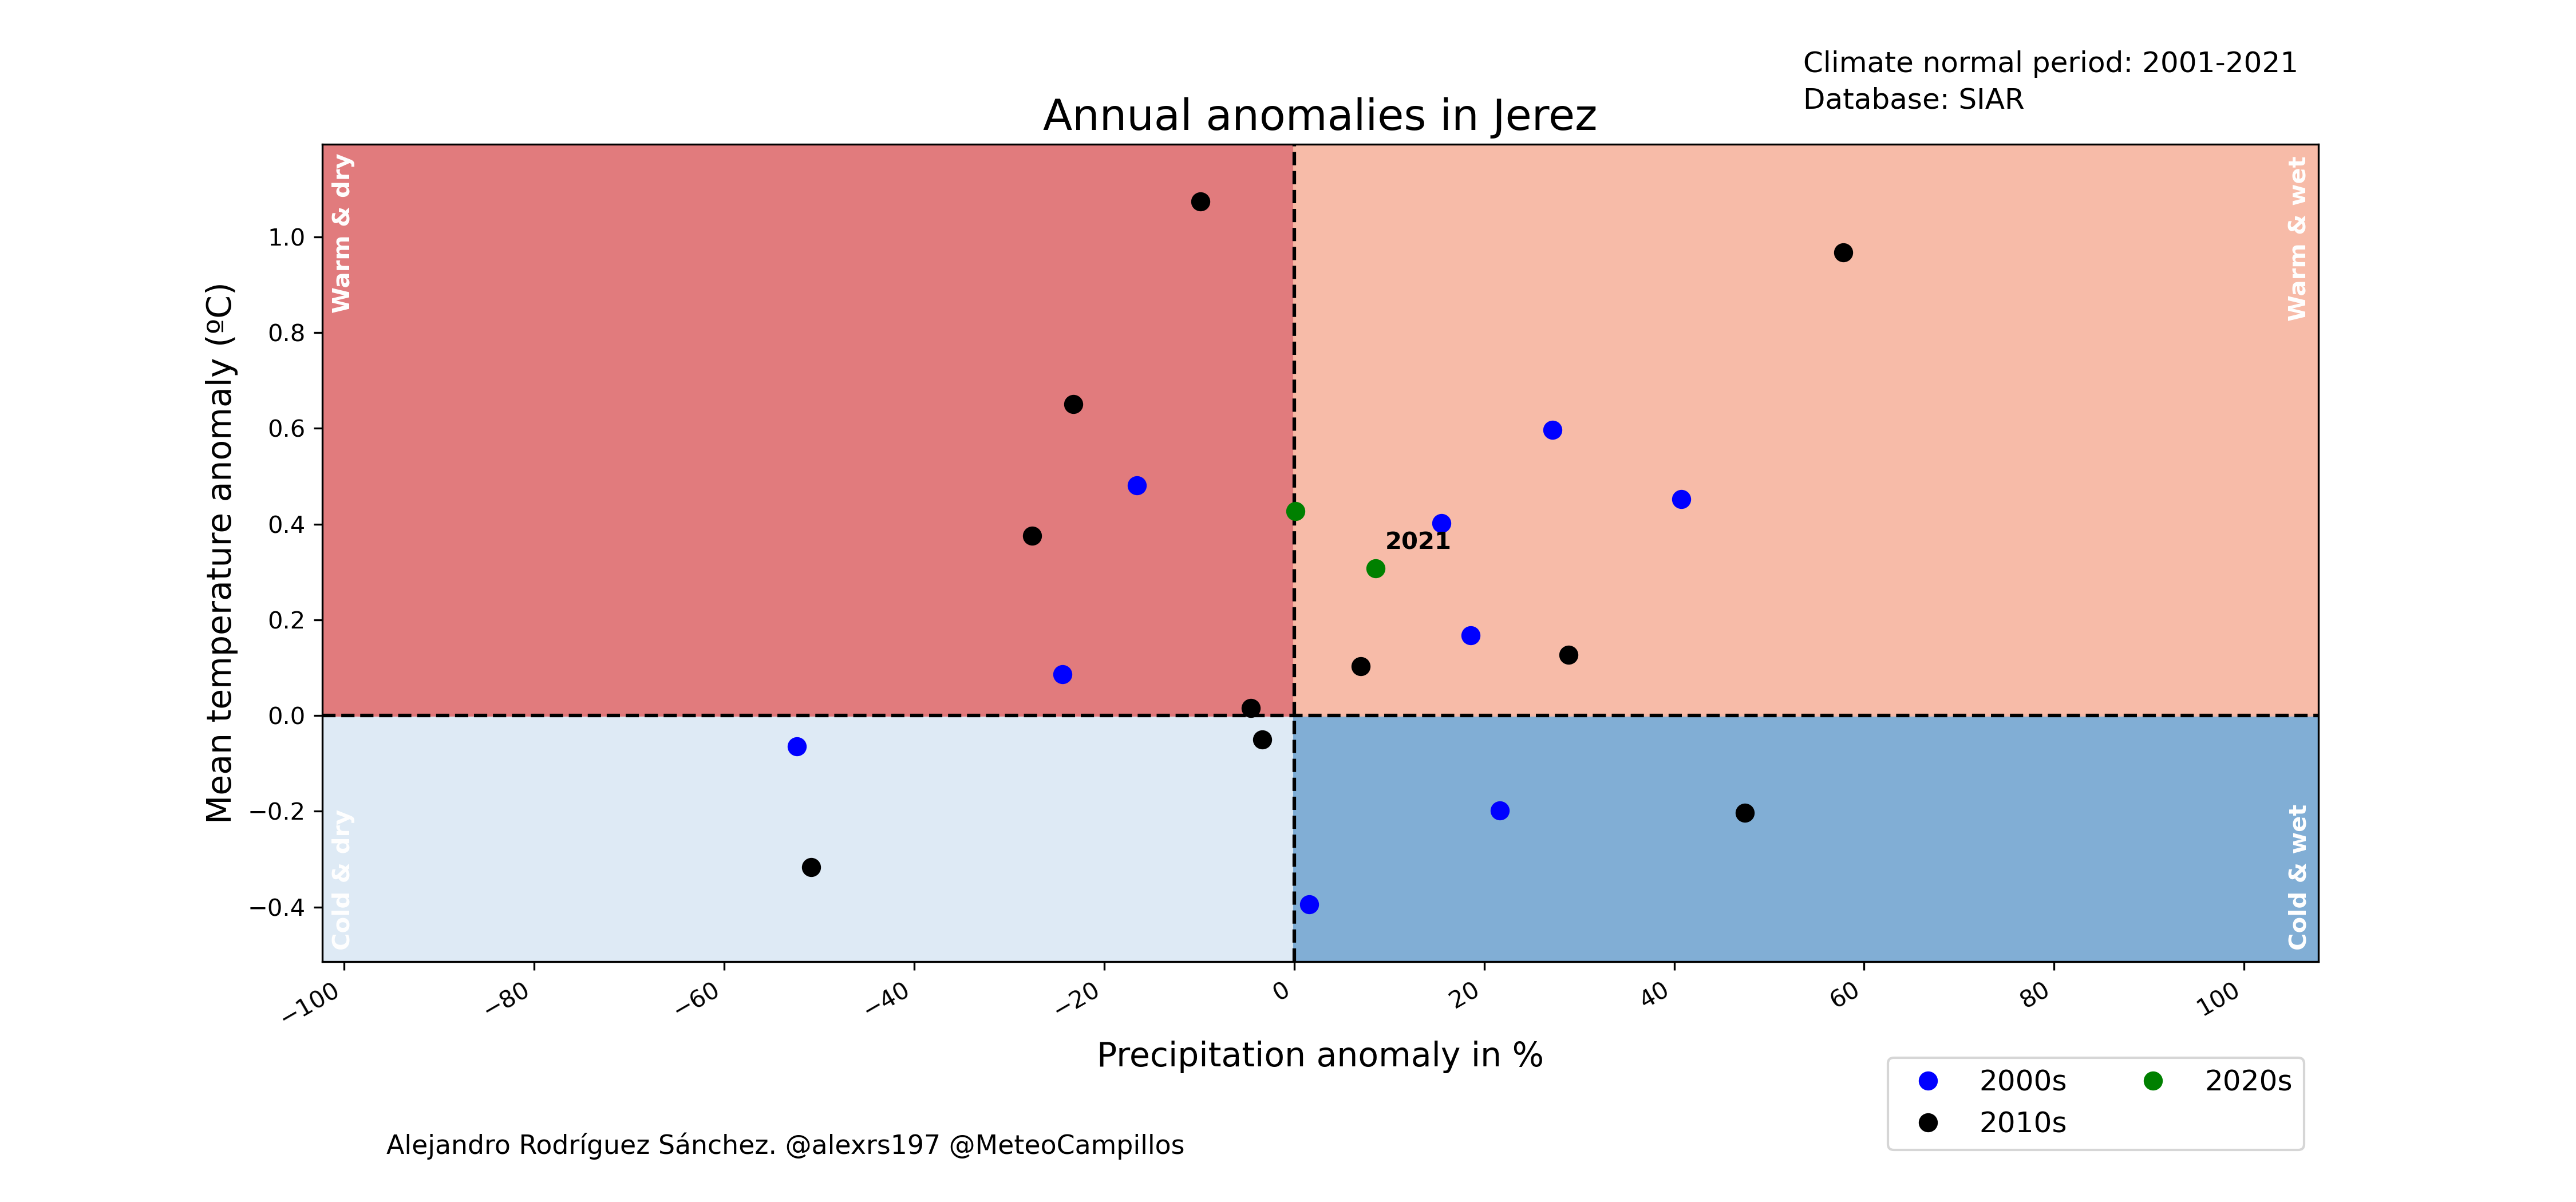 Climate normal period: 2001-2021
Database: SIAR
Annual anomalies in Jerez
Warm & dry
Warm & wet
Mean temperature anomaly (ºC)
1.0
0.8
0.6
0.4
0.2
0.0
−0.2
−0.4
2021
Cold & dry
Cold & wet
−100
−80
−60
−40
−20
0
20
40
60
80
100
Precipitation anomaly in %
2000s
2010s
2020s
Alejandro Rodríguez Sánchez. @alexrs197 @MeteoCampillos